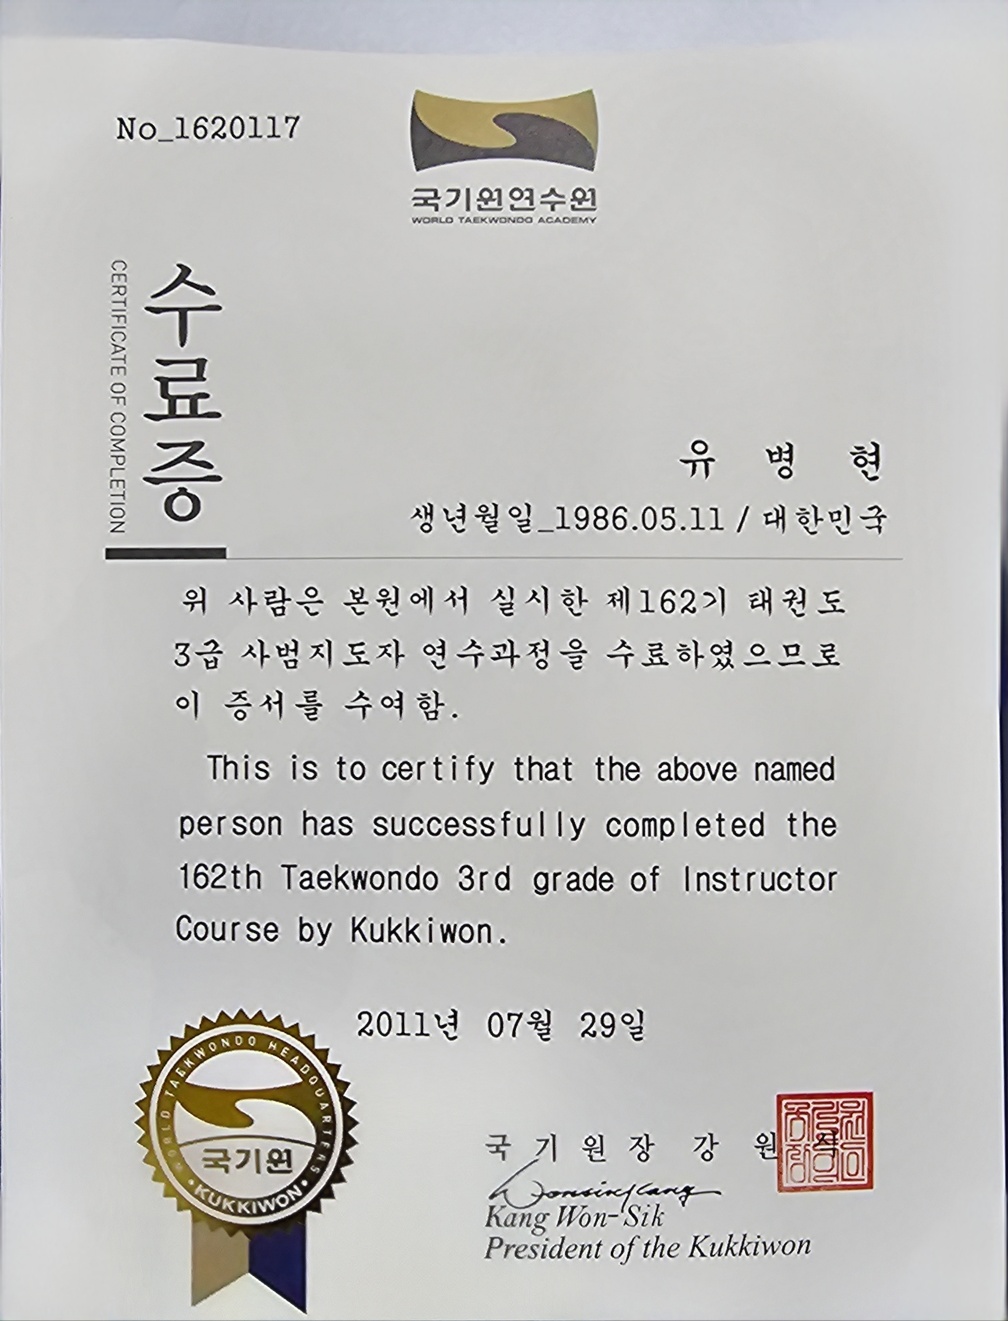 No_1620117
국기원연수원
WORLD TAEKWONDO ACADEMY
수료증
CERTIFICATE OF COMPLETION
유 병 현
생년월일_1986.05.11 / 대한민국
위 사람은 본원에서 실시한 제162기 태권도
3급 사범지도자 연수과정을 수료하였으므로
이 증서를 수여함.
This is to certify that the above named
person has successfully completed the
162th Taekwondo 3rd grade of Instructor
Course by Kukkiwon.
2011년 07월 29일
WORLD TAEKWONDO HEADQUARTERS
국기원
KUKKIWON
국 기 원 장 강 원 식
Wonsik Kang
Kang Won-Sik
President of the Kukkiwon